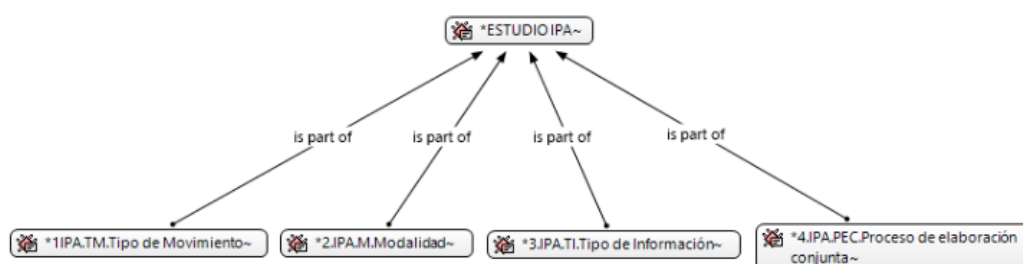 *ESTUDIO IPA~
is part of
is part of
is part of
is part of
*1IPA.TM.Tipo de Movimiento~
*2.IPA.M.Modalidad~
*3.IPA.TI.Tipo de Información~
*4.IPA.PEC.Proceso de elaboración
conjunta~